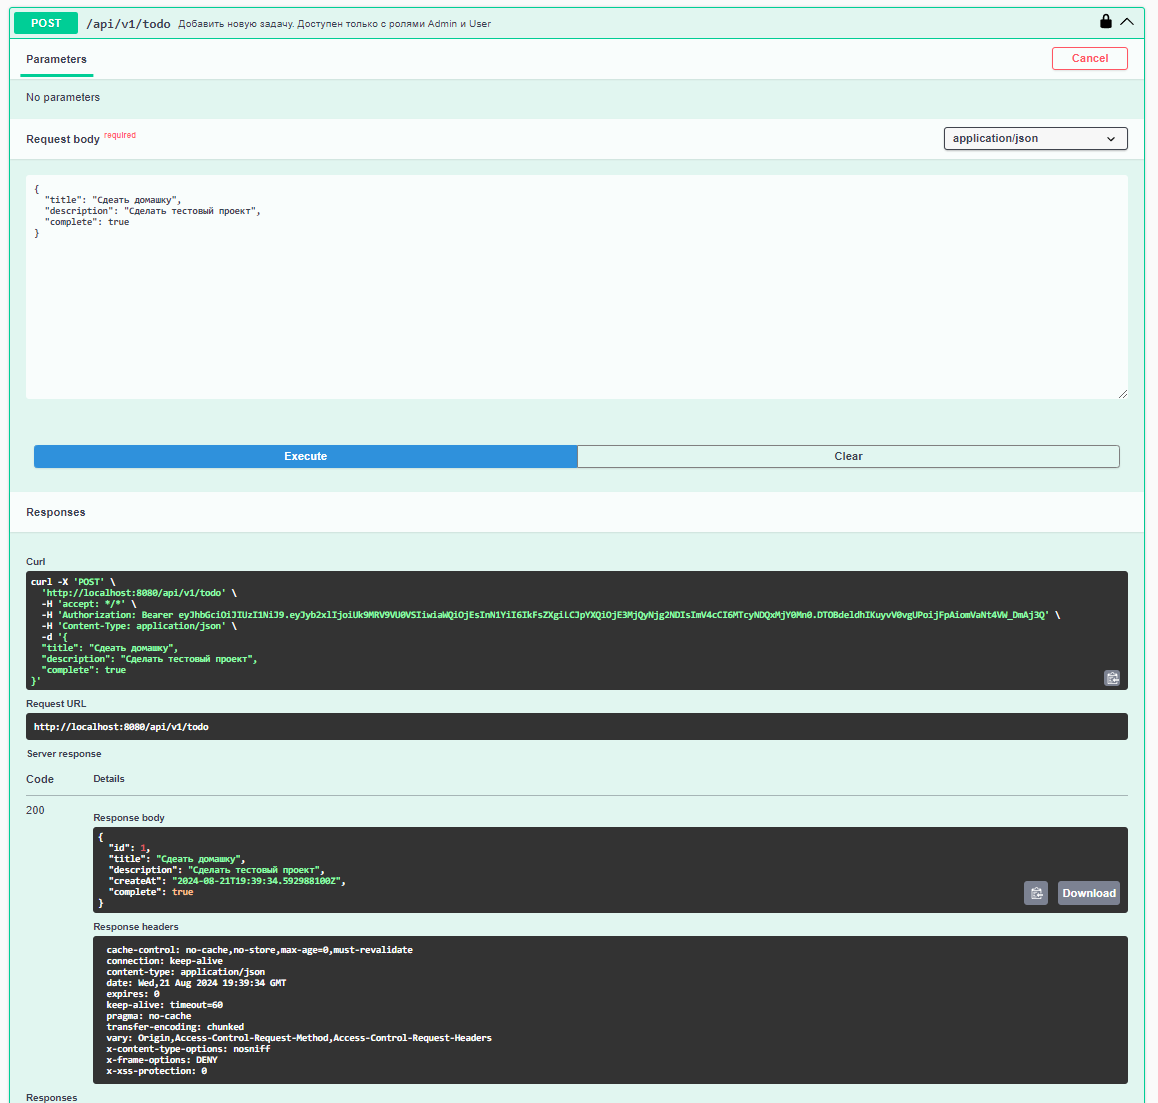 POST /api/v1/todo Добавить новую задачу. Доступен только с ролями Admin и User
Parameters
Cancel
No parameters
Request body required
application/json
{
"title": "Сдеать домашку",
"description": "Сделать тестовый проект",
"complete": true
}
Execute
Clear
Responses
Curl
curl -X 'POST' \
'http://localhost:8080/api/v1/todo' \
-H 'accept: */*' \
-H 'Authorization: Bearer
-H 'Content-Type: application/json' \
-d '{
"title": "Сдеать домашку",
"description": "Сделать тестовый проект",
"complete": true
}'
Request URL
http://localhost:8080/api/v1/todo
Server response
Code Details
200
Response body
{
"id": 1,
"title": "Сдеать домашку",
"description": "Сделать тестовый проект",
"createAt": "2024-08-21T19:39:34.592988100Z",
"complete": true
}
Download
Response headers
cache-control: no-cache,no-store,max-age=0,must-revalidate
connection: keep-alive
content-type: application/json
date: Wed,21 Aug 2024 19:39:34 GMT
expires: 0
keep-alive: timeout=60
pragma: no-cache
transfer-encoding: chunked
vary: Origin,Access-Control-Request-Method,Access-Control-Request-Headers
x-content-type-options: nosniff
x-frame-options: DENY
x-xss-protection: 0
Responses